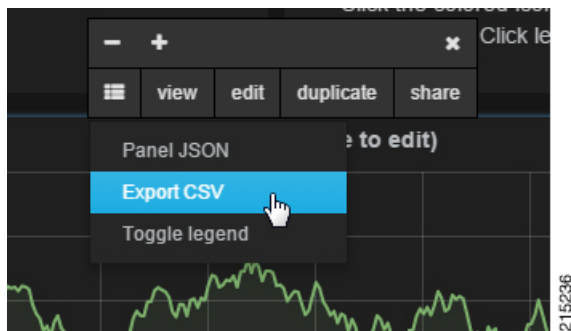 Click le
view edit duplicate share
e to edit)
Panel JSON
Export CSV
Toggle legend
215236